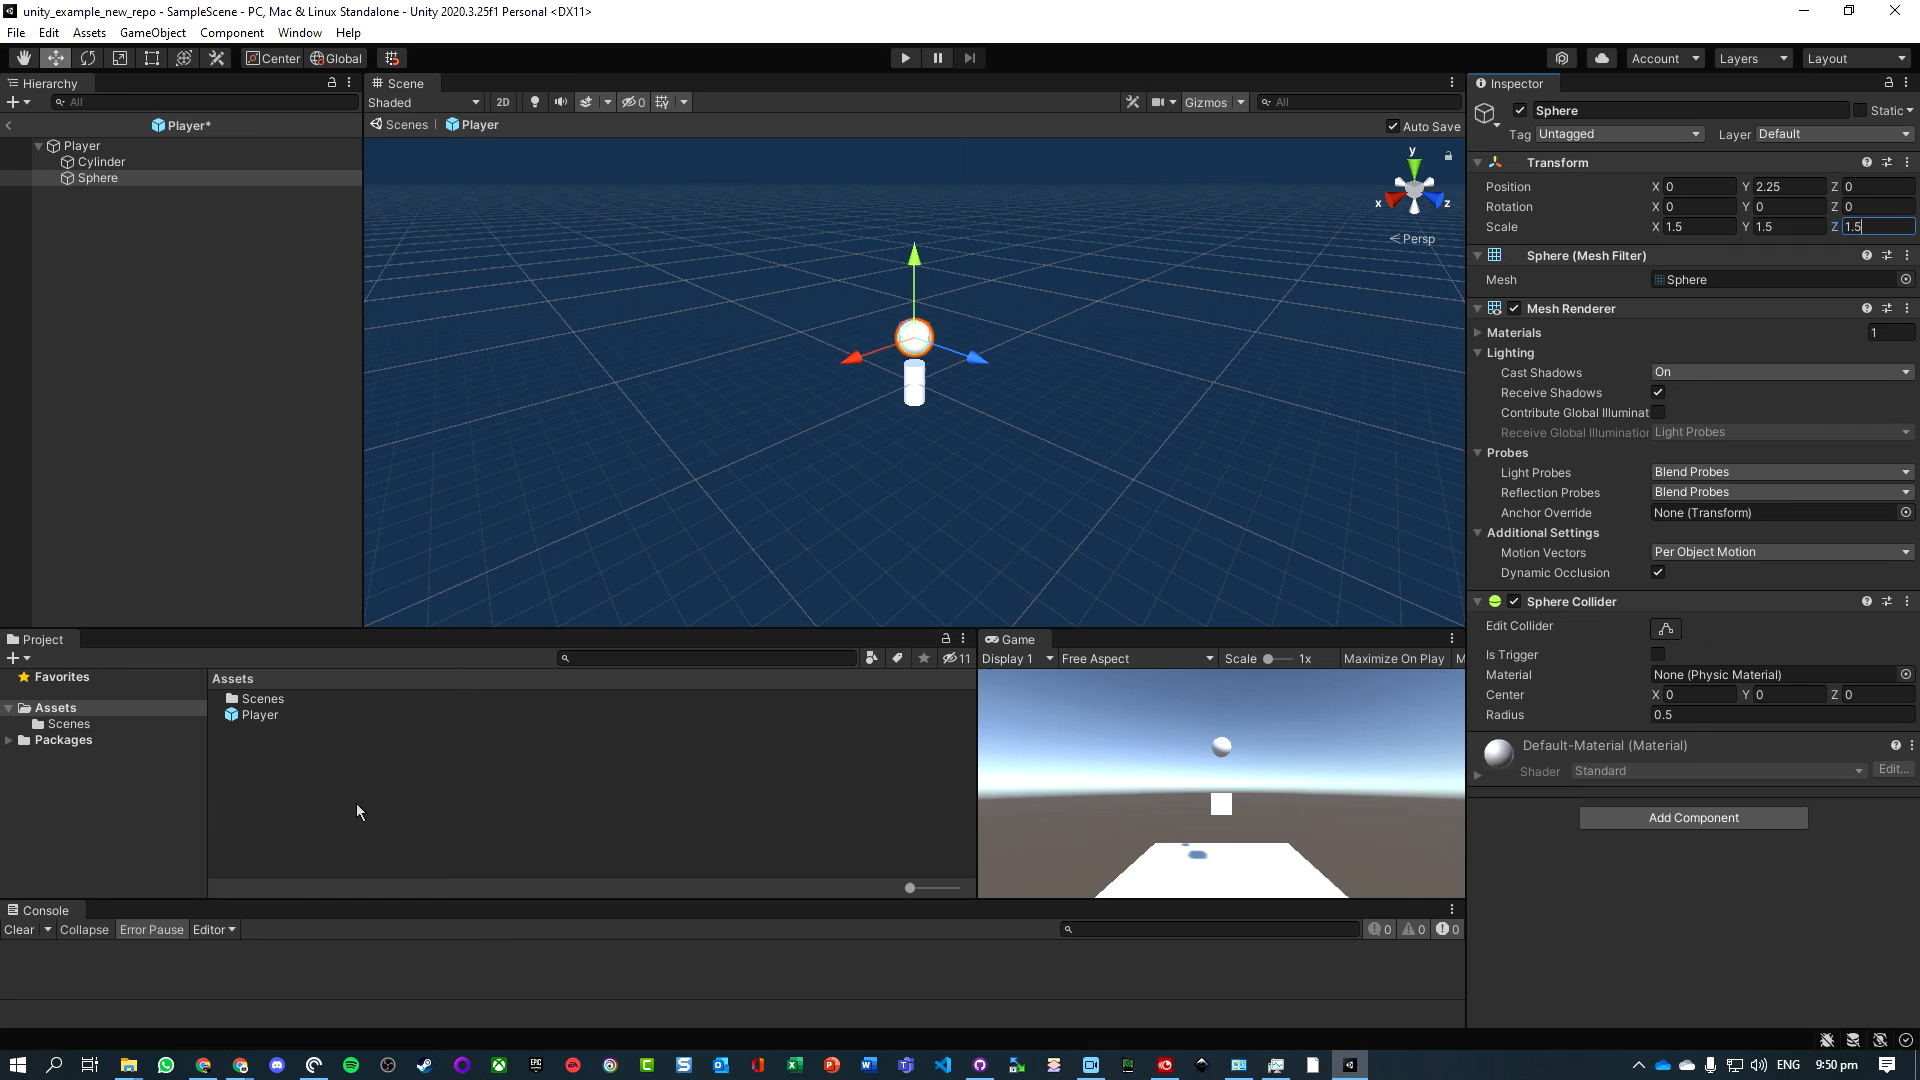 unity_example_new_repo - SampleScene - PC, Mac & Linux Standalone - Unity 2020.3.25f1 Personal <DX11>
File Edit Assets GameObject Component Window Help
Center Global Account Layers Layout
Hierarchy
All
Player*
Player
Cylinder
Sphere
Scene
Shaded 2D 0 Gizmos All
Scenes Player Auto Save
y
x z
Persp
Inspector
Sphere Static
Tag Untagged Layer Default
Transform
Position X 0 Y 2.25 Z 0
Rotation X 0 Y 0 Z 0
Scale X 1.5 Y 1.5 Z 1.5
Sphere (Mesh Filter)
Mesh Sphere
Mesh Renderer
Materials 1
Lighting
Cast Shadows On
Receive Shadows
Contribute Global Illuminat
Receive Global Illumination Light Probes
Probes
Light Probes Blend Probes
Reflection Probes Blend Probes
Anchor Override None (Transform)
Additional Settings
Motion Vectors Per Object Motion
Dynamic Occlusion
Sphere Collider
Edit Collider
Is Trigger
Material None (Physic Material)
Center X 0 Y 0 Z 0
Radius 0.5
Default-Material (Material)
Shader Standard Edit...
Add Component
Project
11
Favorites
Assets
Scenes
Packages
Assets
Scenes
Player
Game
Display 1 Free Aspect Scale 1x Maximize On Play M
Console
Clear Collapse Error Pause Editor 0 0 0
ENG 9:50 pm